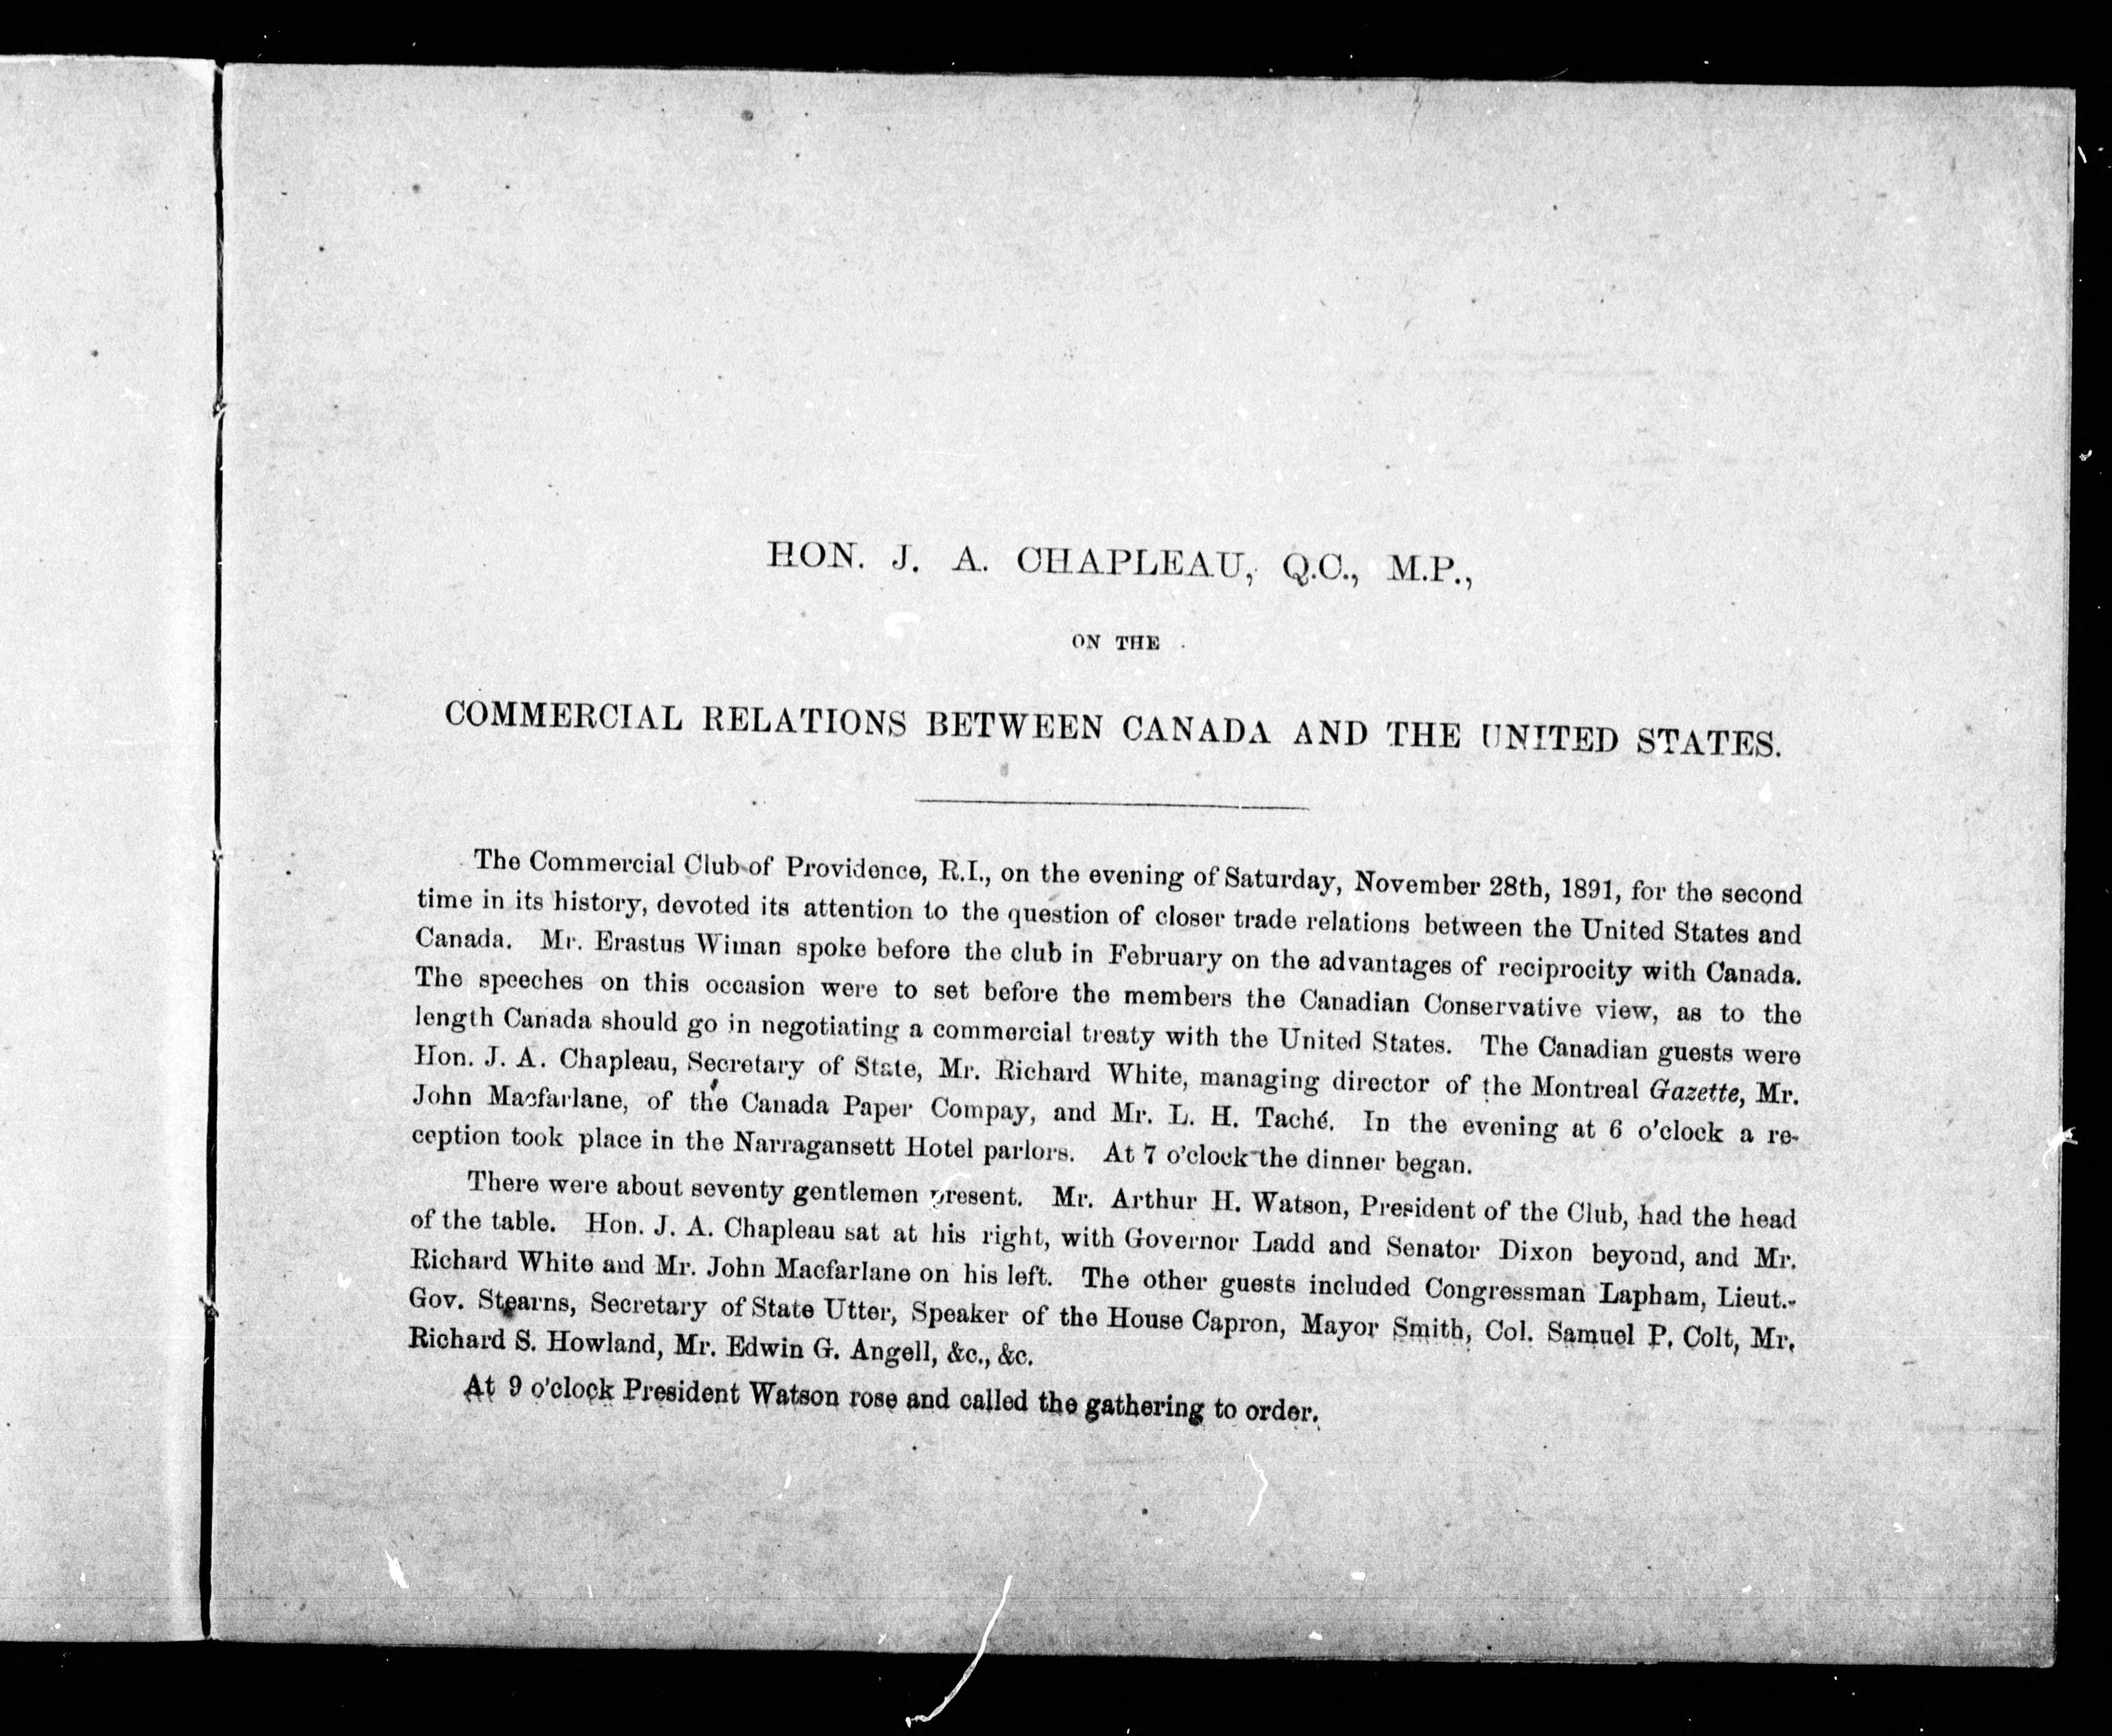 HON. J. A. CHAPLEAU, Q.C., M.P.,
ON THE
COMMERCIAL RELATIONS BETWEEN CANADA AND THE UNITED STATES.
The Commercial Club of Providence, R.I., on the evening of Saturday, November 28th, 1891, for the second
time in its history, devoted its attention to the question of closer trade relations between the United States and
Canada. Mr. Erastus Wiman spoke before the club in February on the advantages of reciprocity with Canada.
The speeches on this occasion were to set before the members the Canadian Conservative view, as to the
length Canada should go in negotiating a commercial treaty with the United States. The Canadian guests were
Hon. J. A. Chapleau, Secretary of State, Mr. Richard White, managing director of the Montreal Gazette, Mr.
John Macfarlane, of the Canada Paper Compay, and Mr. L. H. Taché. In the evening at 6 o'clock a re-
ception took place in the Narragansett Hotel parlors. At 7 o'clock the dinner began.
There were about seventy gentlemen present. Mr. Arthur H. Watson, President of the Club, had the head
of the table. Hon. J. A. Chapleau sat at his right, with Governor Ladd and Senator Dixon beyond, and Mr.
Richard White and Mr. John Macfarlane on his left. The other guests included Congressman Lapham, Lieut.-
Gov. Stearns, Secretary of State Utter, Speaker of the House Capron, Mayor Smith, Col. Samuel P. Colt, Mr.
Richard S. Howland, Mr. Edwin G. Angell, &c., &c.
At 9 o'clock President Watson rose and called the gathering to order.